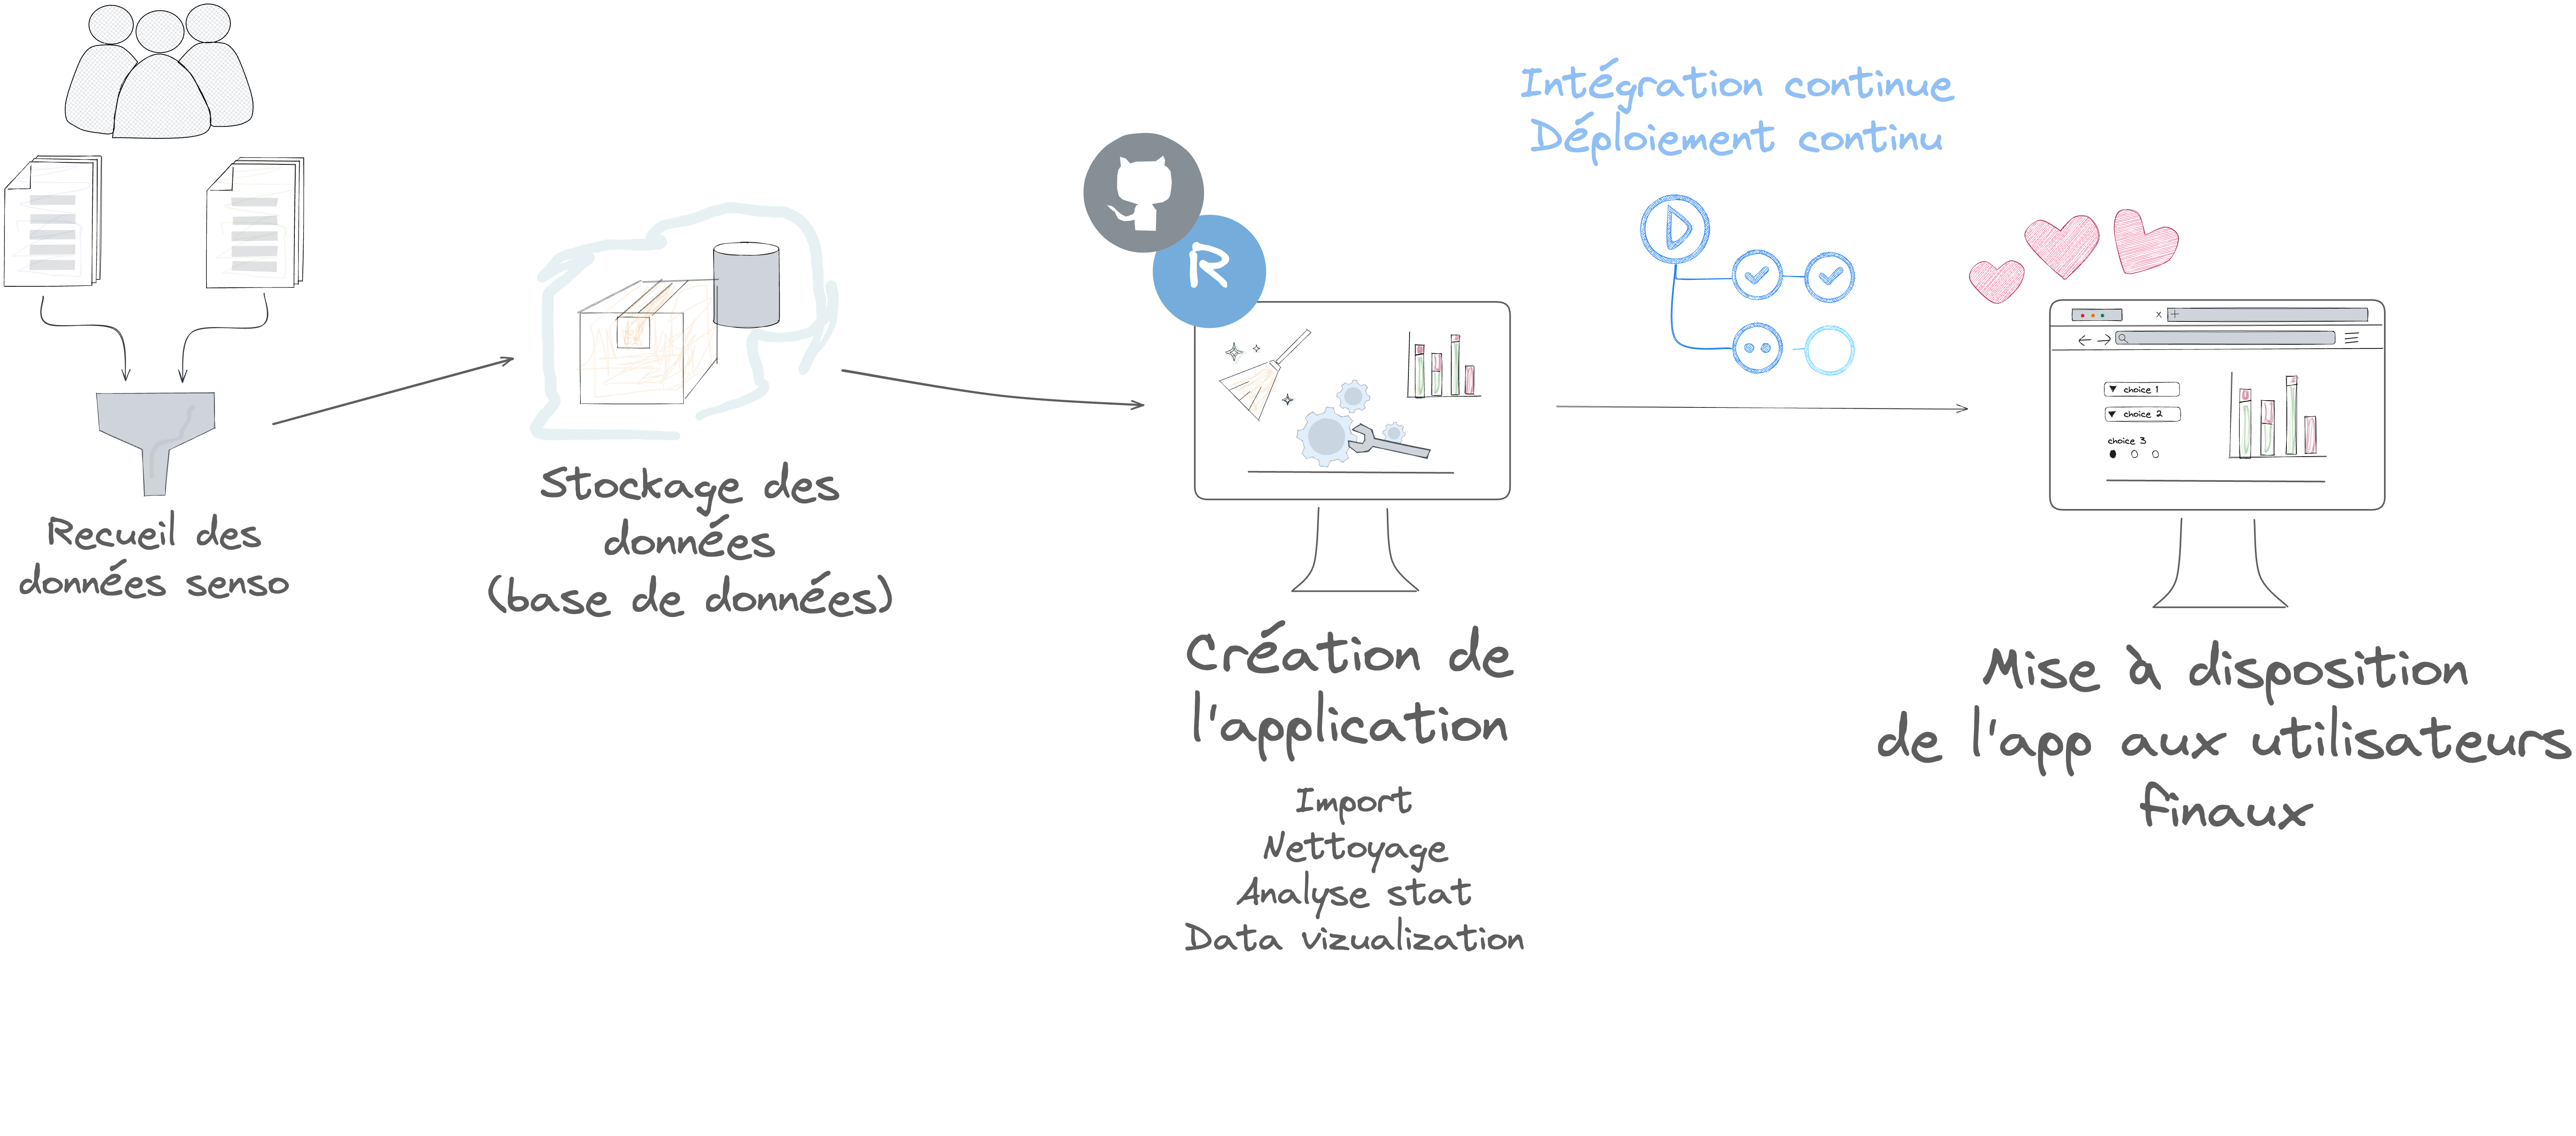 Recueil des
données senso
Stockage des
données
(base de données)
R
Création de
l'application
Import
Nettoyage
Analyse stat
Data vizualization
Intégration continue
Déploiement continu
x
+
choice 1
choice 2
choice 3
Mise à disposition
de l'app aux utilisateurs
finaux